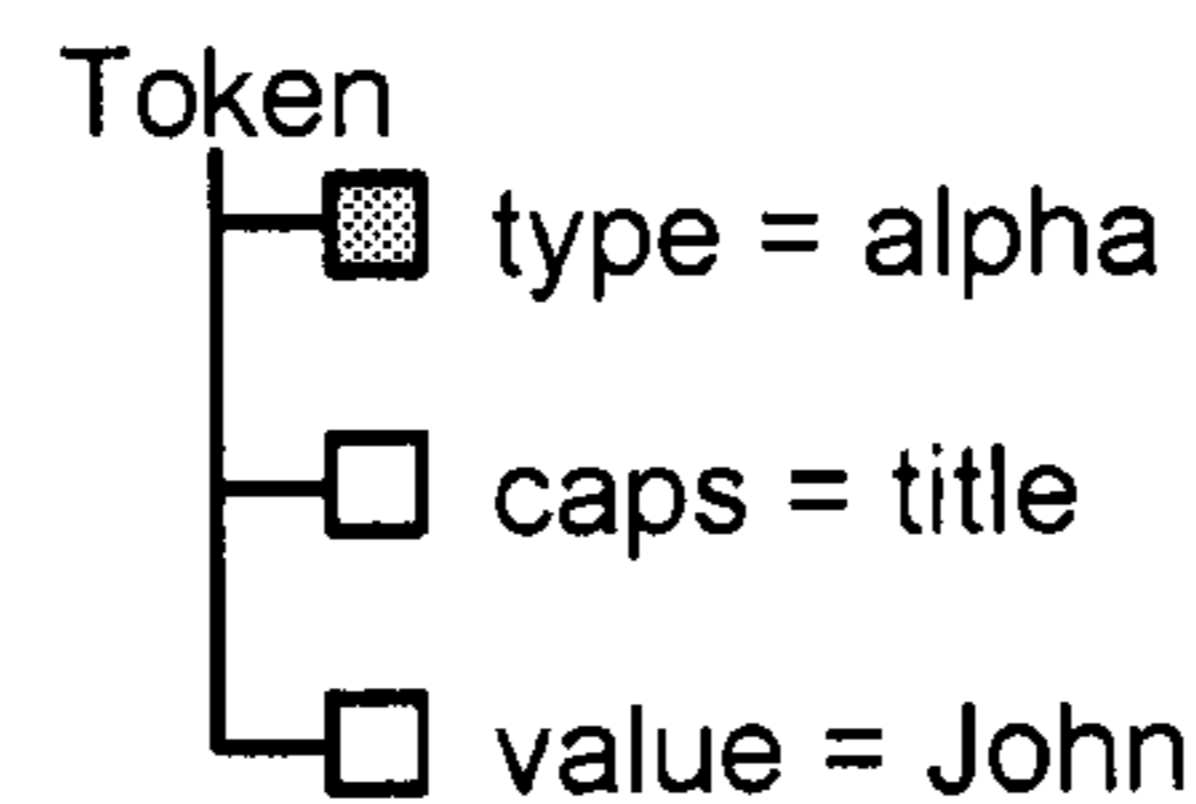 Token
type = alpha
caps = title
value = John